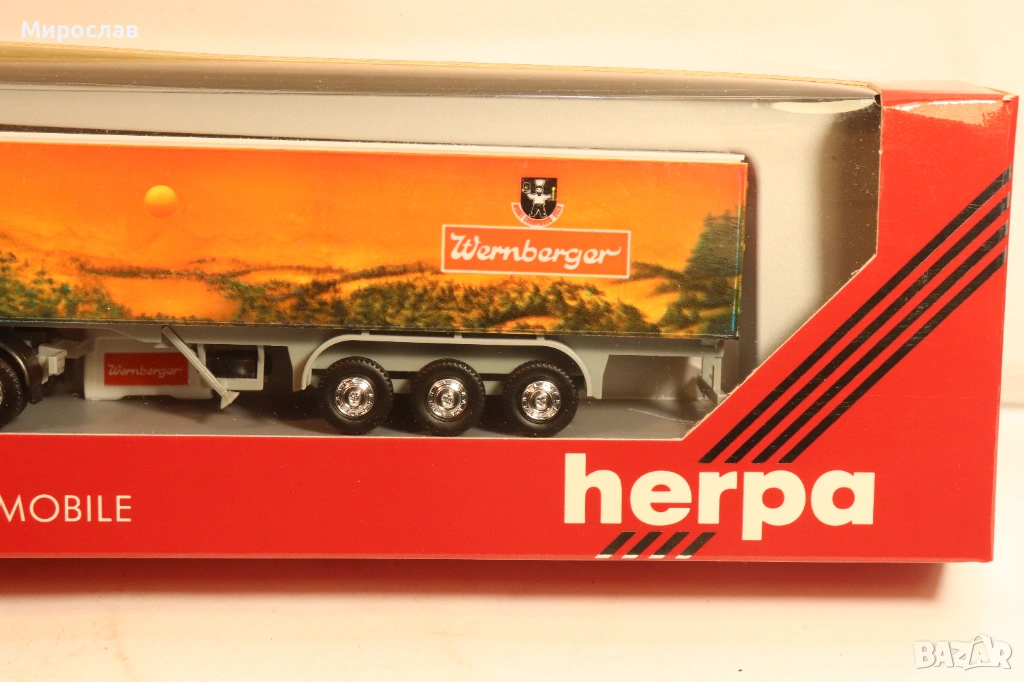 Мирослав
Wernberger
Wernberger
MOBILE
herpa
BAZAR